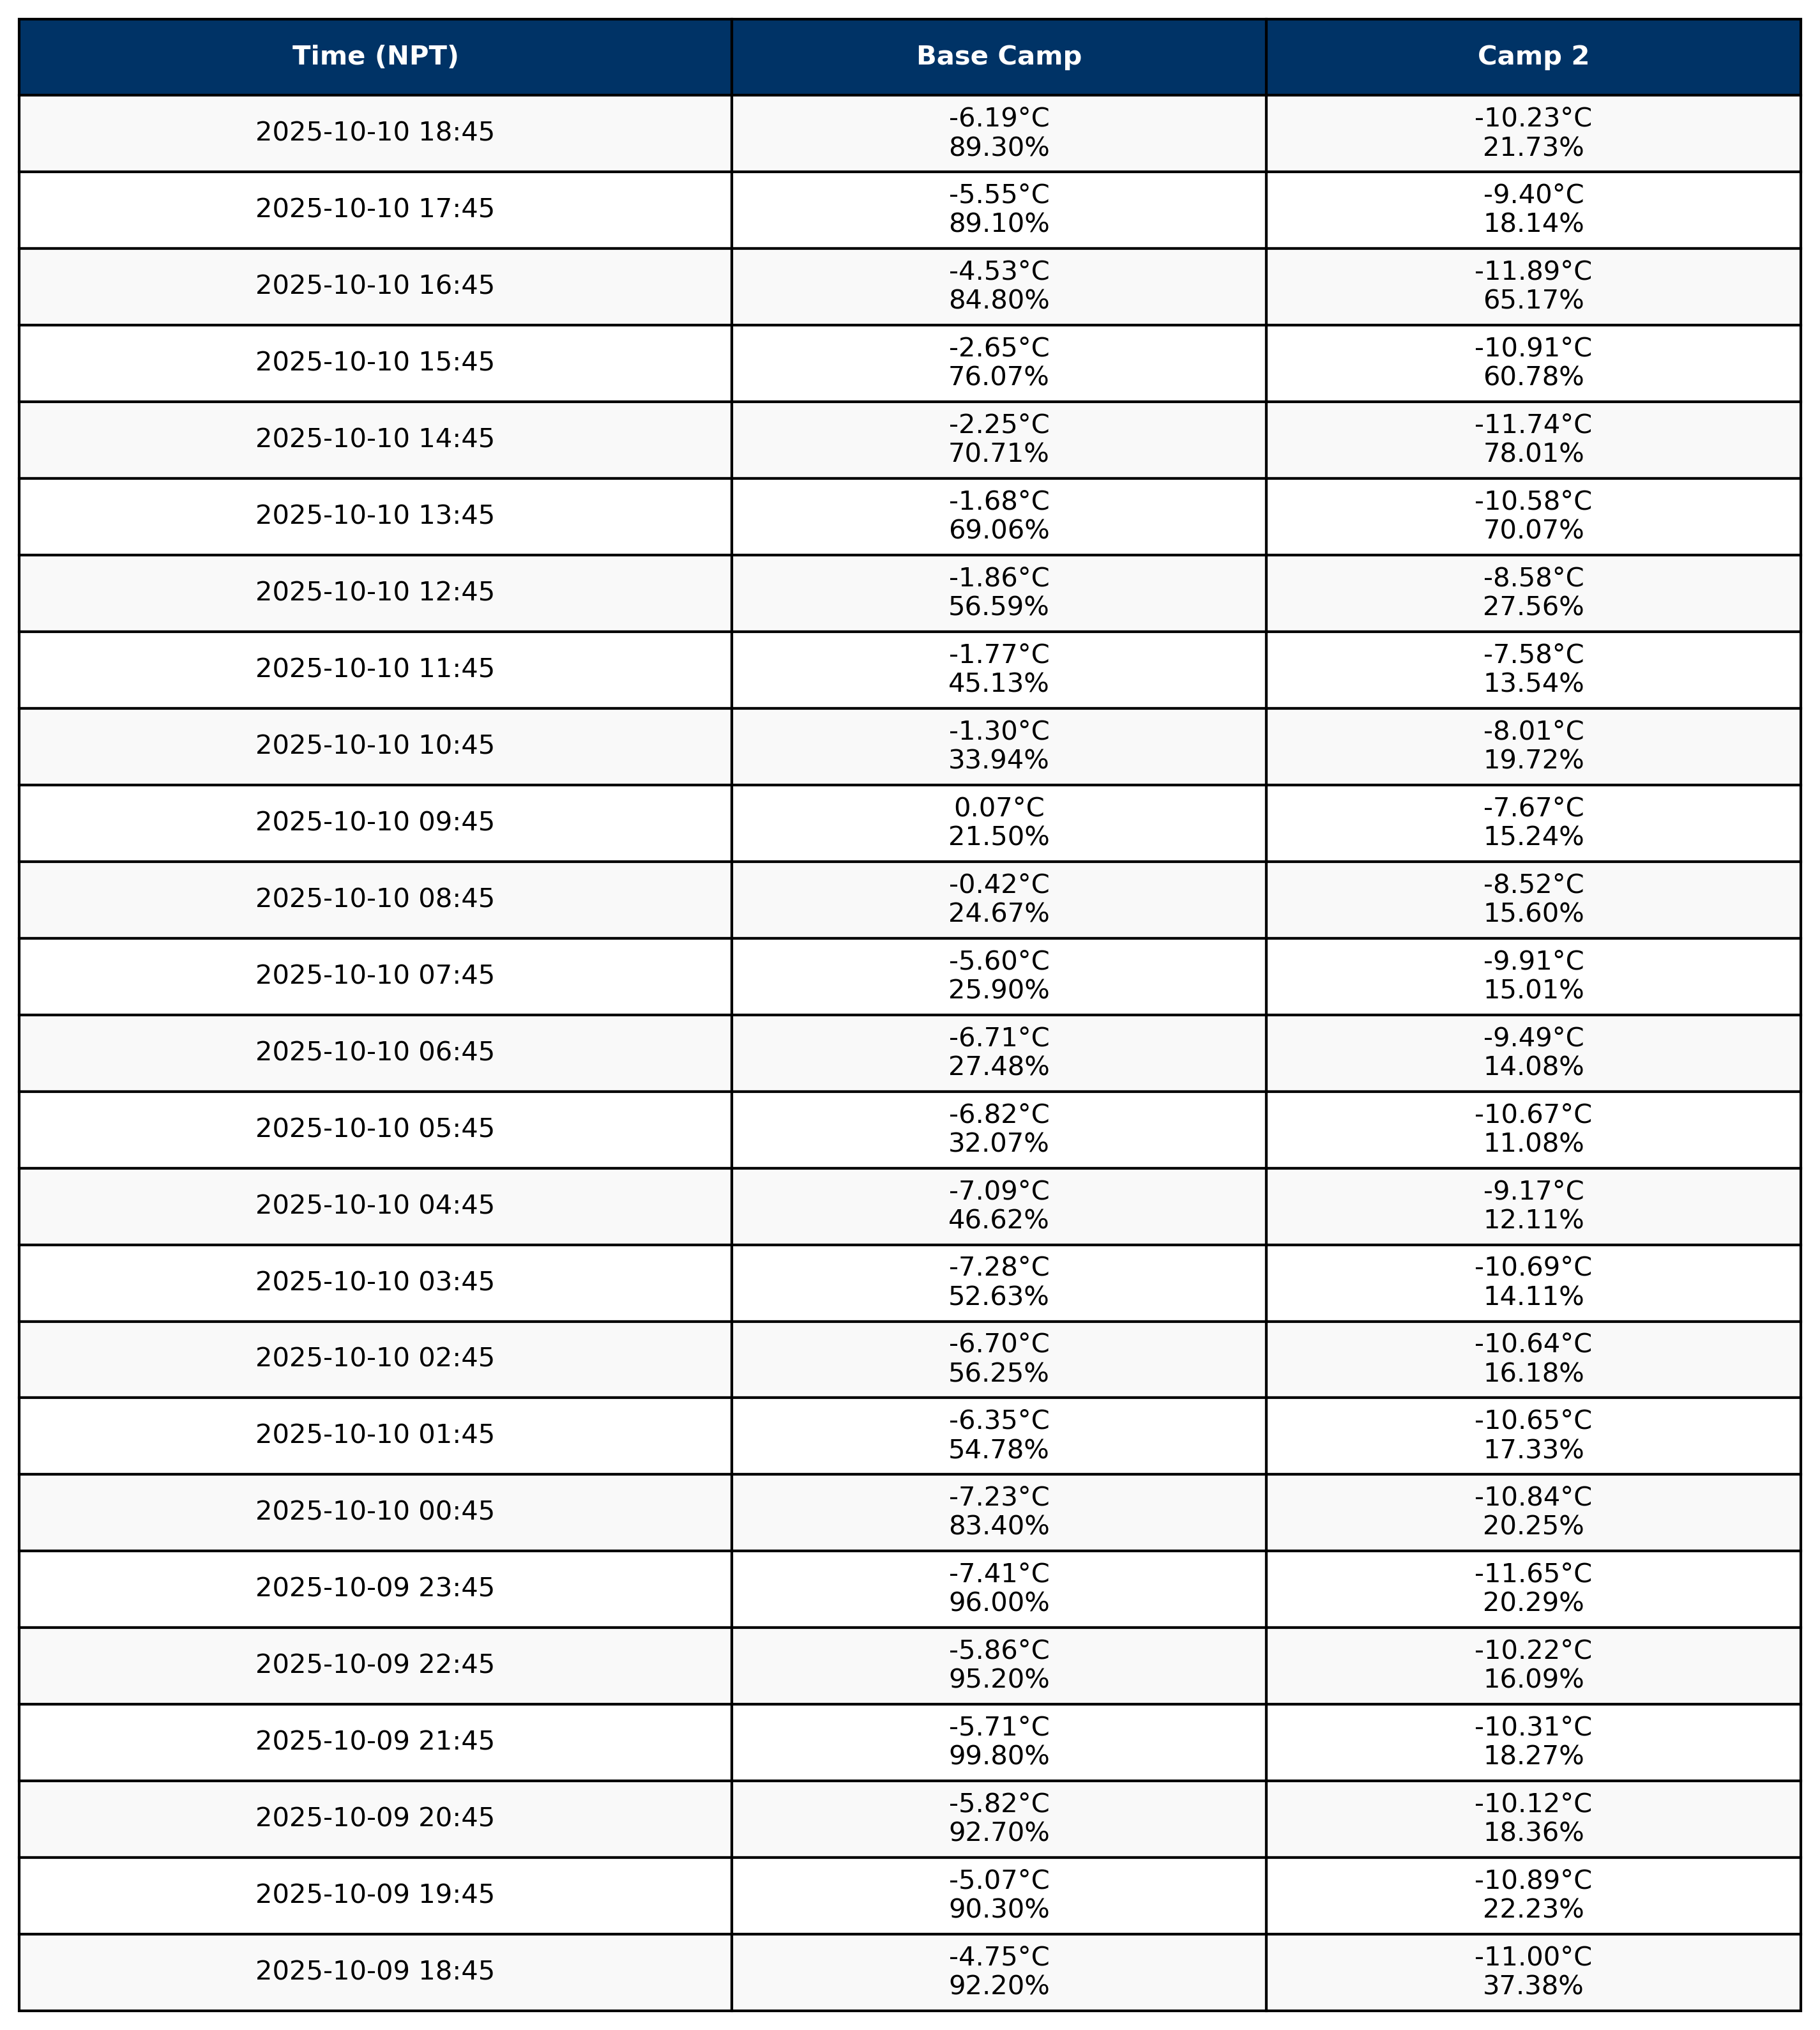 Time (NPT) Base Camp Camp 2
2025-10-10 18:45 -6.19°C -10.23°C
89.30% 21.73%
2025-10-10 17:45 -5.55°C -9.40°C
89.10% 18.14%
2025-10-10 16:45 -4.53°C -11.89°C
84.80% 65.17%
2025-10-10 15:45 -2.65°C -10.91°C
76.07% 60.78%
2025-10-10 14:45 -2.25°C -11.74°C
70.71% 78.01%
2025-10-10 13:45 -1.68°C -10.58°C
69.06% 70.07%
2025-10-10 12:45 -1.86°C -8.58°C
56.59% 27.56%
2025-10-10 11:45 -1.77°C -7.58°C
45.13% 13.54%
2025-10-10 10:45 -1.30°C -8.01°C
33.94% 19.72%
2025-10-10 09:45 0.07°C -7.67°C
21.50% 15.24%
2025-10-10 08:45 -0.42°C -8.52°C
24.67% 15.60%
2025-10-10 07:45 -5.60°C -9.91°C
25.90% 15.01%
2025-10-10 06:45 -6.71°C -9.49°C
27.48% 14.08%
2025-10-10 05:45 -6.82°C -10.67°C
32.07% 11.08%
2025-10-10 04:45 -7.09°C -9.17°C
46.62% 12.11%
2025-10-10 03:45 -7.28°C -10.69°C
52.63% 14.11%
2025-10-10 02:45 -6.70°C -10.64°C
56.25% 16.18%
2025-10-10 01:45 -6.35°C -10.65°C
54.78% 17.33%
2025-10-10 00:45 -7.23°C -10.84°C
83.40% 20.25%
2025-10-09 23:45 -7.41°C -11.65°C
96.00% 20.29%
2025-10-09 22:45 -5.86°C -10.22°C
95.20% 16.09%
2025-10-09 21:45 -5.71°C -10.31°C
99.80% 18.27%
2025-10-09 20:45 -5.82°C -10.12°C
92.70% 18.36%
2025-10-09 19:45 -5.07°C -10.89°C
90.30% 22.23%
2025-10-09 18:45 -4.75°C -11.00°C
92.20% 37.38%